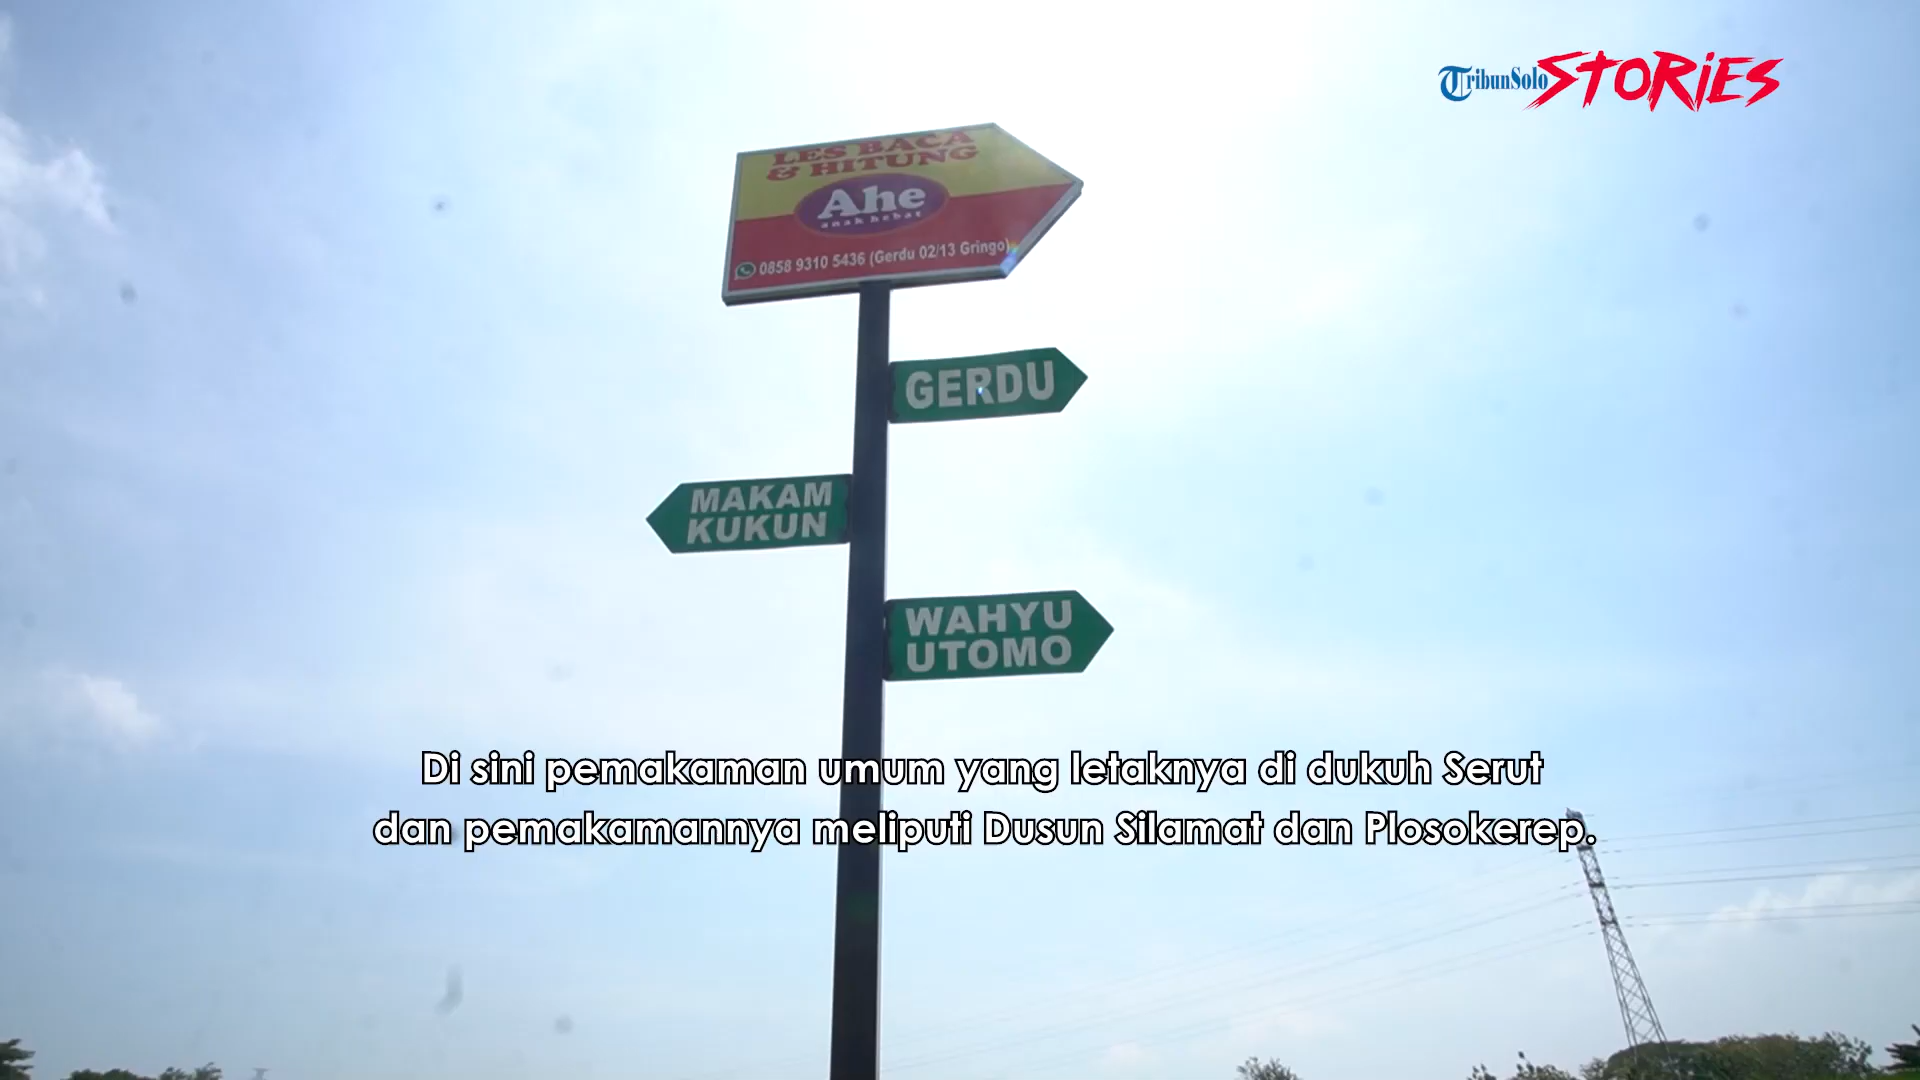 TribunSolo STORIES
LES BACA
& HITUNG
Ahe
anak hebat
0858 9310 5436 (Gerdu 02/13 Gringo)
GERDU
MAKAM
KUKUN
WAHYU
UTOMO
Di sini pemakaman umum yang letaknya di dukuh Serut
dan pemakamannya meliputi Dusun Silamat dan Plosokerep.